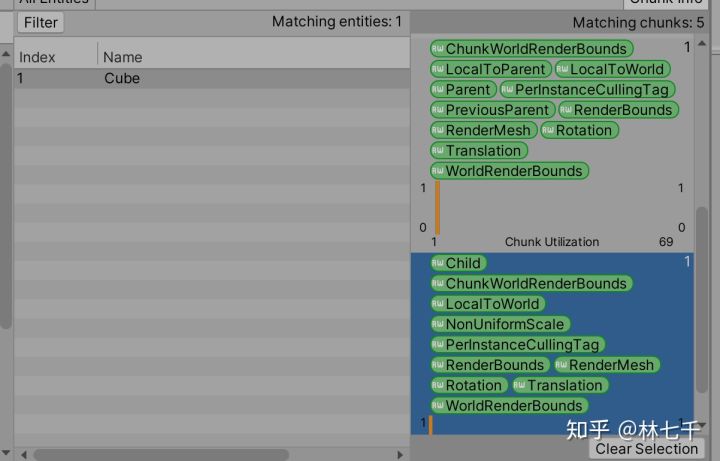 All Entities
Chunk Info
Filter
Matching entities: 1
Matching chunks: 5
Index
Name
1
Cube
RW ChunkWorldRenderBounds
1
RW LocalToParent RW LocalToWorld
RW Parent RW PerInstanceCullingTag
RW PreviousParent RW RenderBounds
RW RenderMesh RW Rotation
RW Translation
RW WorldRenderBounds
1
1
0
0
1
Chunk Utilization
69
RW Child
1
RW ChunkWorldRenderBounds
RW LocalToWorld
RW NonUniformScale
RW PerInstanceCullingTag
RW RenderBounds RW RenderMesh
RW Rotation RW Translation
RW WorldRenderBounds
1
1
知乎 @林七千
Clear Selection